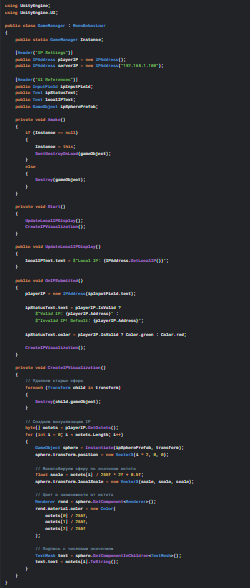 using UnityEngine;
using UnityEngine.UI;
public class GameManager : MonoBehaviour
{
public static GameManager Instance;
[Header("IP Settings")]
public IPAddress playerIP = new IPAddress();
public IPAddress serverIP = new IPAddress("192.168.1.100");
[Header("UI References")]
public InputField ipInputField;
public Text ipStatusText;
public Text localIPText;
public GameObject ipSpherePrefab;
private void Awake()
{
if (Instance == null)
{
Instance = this;
DontDestroyOnLoad(gameObject);
}
else
{
Destroy(gameObject);
}
}
private void Start()
{
UpdateLocalIPDisplay();
CreateIPVisualization();
}
public void UpdateLocalIPDisplay()
{
localIPText.text = $"Local IP: {IPAddress.GetLocalIP()}";
}
public void OnIPSubmitted()
{
playerIP = new IPAddress(ipInputField.text);
ipStatusText.text = playerIP.IsValid ?
$"Valid IP: {playerIP.Address}" :
$"Invalid IP! Default: {playerIP.Address}";
ipStatusText.color = playerIP.IsValid ? Color.green : Color.red;
CreateIPVisualization();
}
private void CreateIPVisualization()
{
// Удаляем старые сферы
foreach (Transform child in transform)
{
Destroy(child.gameObject);
}
// Создаем визуализацию IP
byte[] octets = playerIP.GetOctets();
for (int i = 0; i < octets.Length; i++)
{
GameObject sphere = Instantiate(ipSpherePrefab, transform);
sphere.transform.position = new Vector3(i * 2, 0, 0);
// Масштабируем сферу по значению октета
float scale = octets[i] / 255f * 2f + 0.5f;
sphere.transform.localScale = new Vector3(scale, scale, scale);
// Цвет в зависимости от октета
Renderer rend = sphere.GetComponent<Renderer>();
rend.material.color = new Color(
octets[0] / 255f,
octets[1] / 255f,
octets[2] / 255f
);
// Подпись с числовым значением
TextMesh text = sphere.GetComponentInChildren<TextMesh>();
text.text = octets[i].ToString();
}
}
}